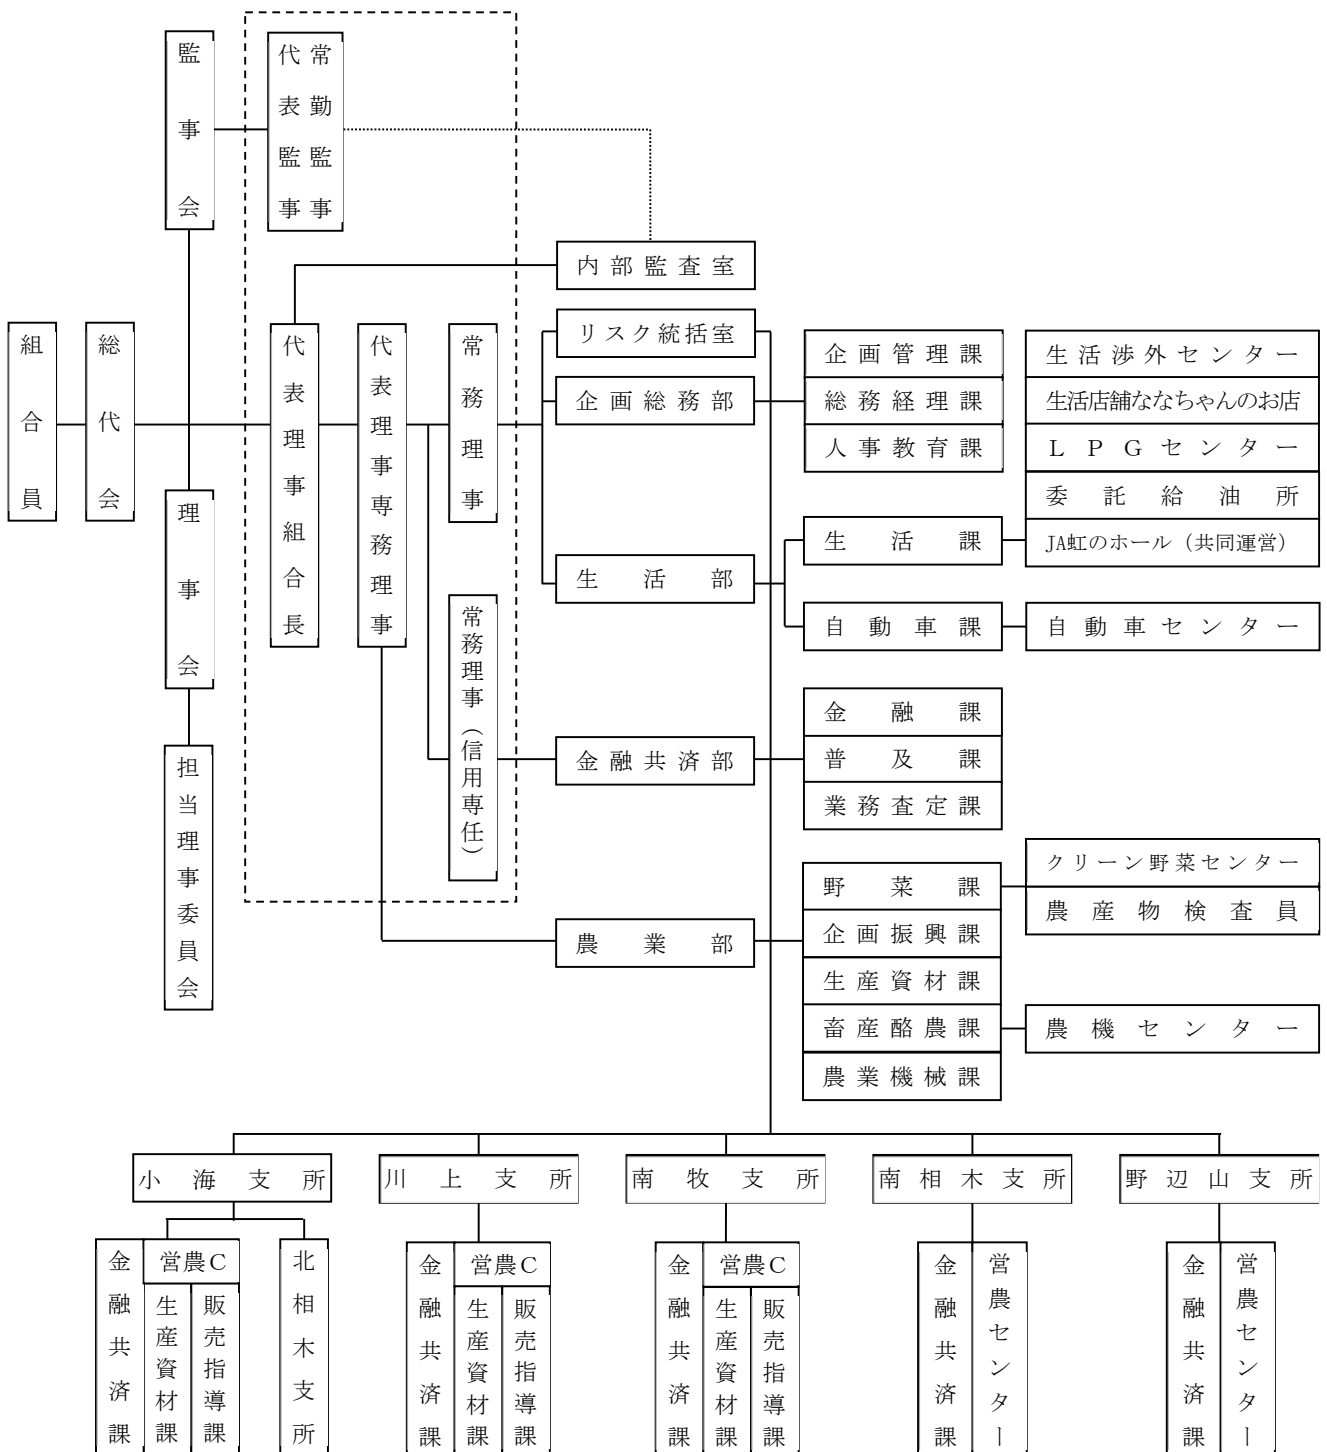 監事会
常勤監事
代表監事
内部監査室
組合員
総代会
代表理事組合長
代表理事専務理事
常務理事
常務理事（信用専任）
理事会
担当理事委員会
リスク統括室
企画総務部
企画管理課
総務経理課
人事教育課
生活部
生活課
生活渉外センター
生活店舗ななちゃんのお店
ＬＰＧセンター
委託給油所
JA虹のホール（共同運営）
自動車課
自動車センター
金融共済部
金融課
普及課
業務査定課
農業部
野菜課
企画振興課
生産資材課
畜産酪農課
農業機械課
クリーン野菜センター
農産物検査員
農機センター
小海支所
川上支所
南牧支所
南相木支所
野辺山支所
金融共済課
営農Ｃ
生産資材課
販売指導課
北相木支所
金融共済課
営農Ｃ
生産資材課
販売指導課
金融共済課
営農Ｃ
生産資材課
販売指導課
金融共済課
営農センター
金融共済課
営農センター